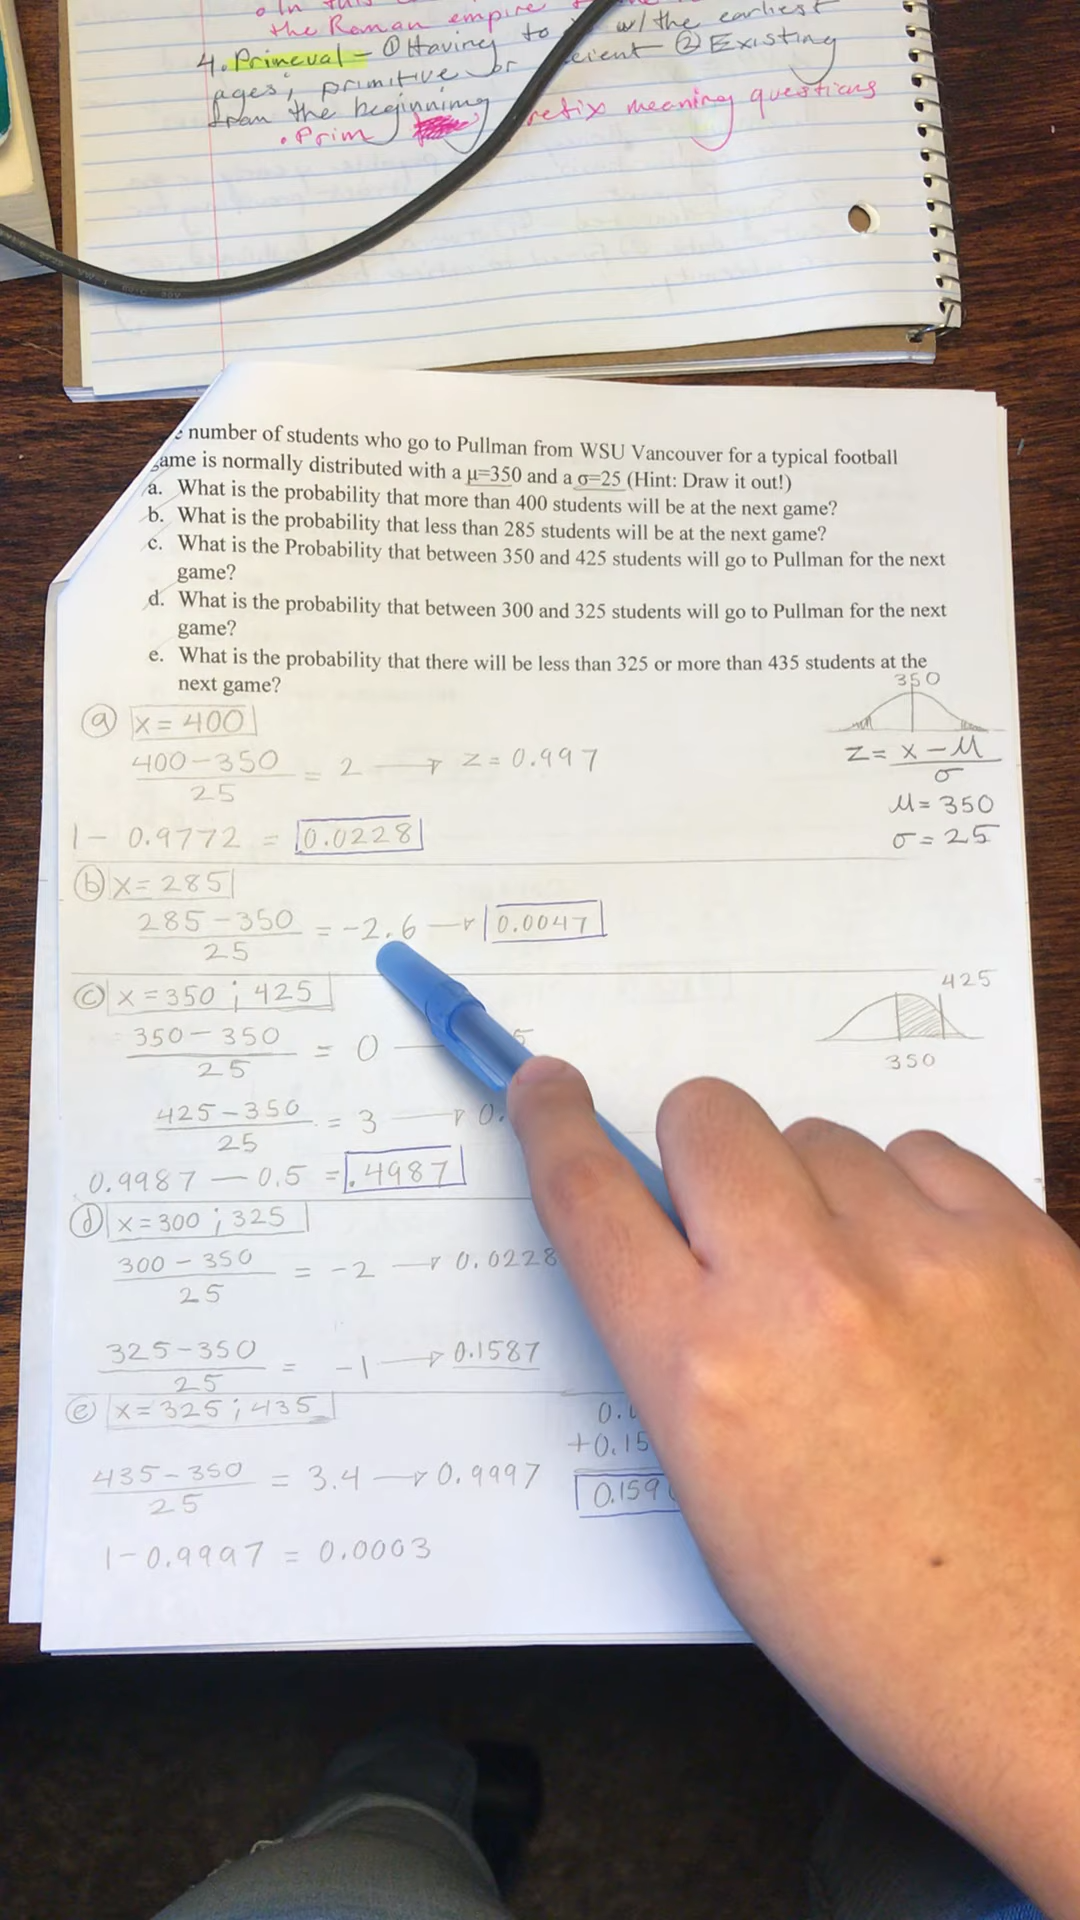 the Roman empire
4. Primeval - ① Having to w/ the earliest
ages; primitive or cient ② Existing
from the beginning
• Prim refix meaning questions
number of students who go to Pullman from WSU Vancouver for a typical football
game is normally distributed with a μ=350 and a σ=25 (Hint: Draw it out!)
a. What is the probability that more than 400 students will be at the next game?
b. What is the probability that less than 285 students will be at the next game?
c. What is the Probability that between 350 and 425 students will go to Pullman for the next
game?
d. What is the probability that between 300 and 325 students will go to Pullman for the next
game?
e. What is the probability that there will be less than 325 or more than 435 students at the
next game?
350
z = x - μ
σ
μ = 350
σ = 25
ⓐ x = 400
400 - 350
25
= 2 → z = 0.997
1 - 0.9772 = 0.0228
ⓑ x = 285
285 - 350
25
= -2.6 → 0.0047
ⓒ x = 350 ; 425
350 - 350
25
= 0 — 5
425 - 350
25
= 3 → 0.
0.9987 - 0.5 = .4987
425
350
ⓓ x = 300 ; 325
300 - 350
25
= -2 → 0.0228
325 - 350
25
= -1 → 0.1587
ⓔ x = 325 ; 435
435 - 350
25
= 3.4 → 0.9997
1 - 0.9997 = 0.0003
0.
+0.15
0.159